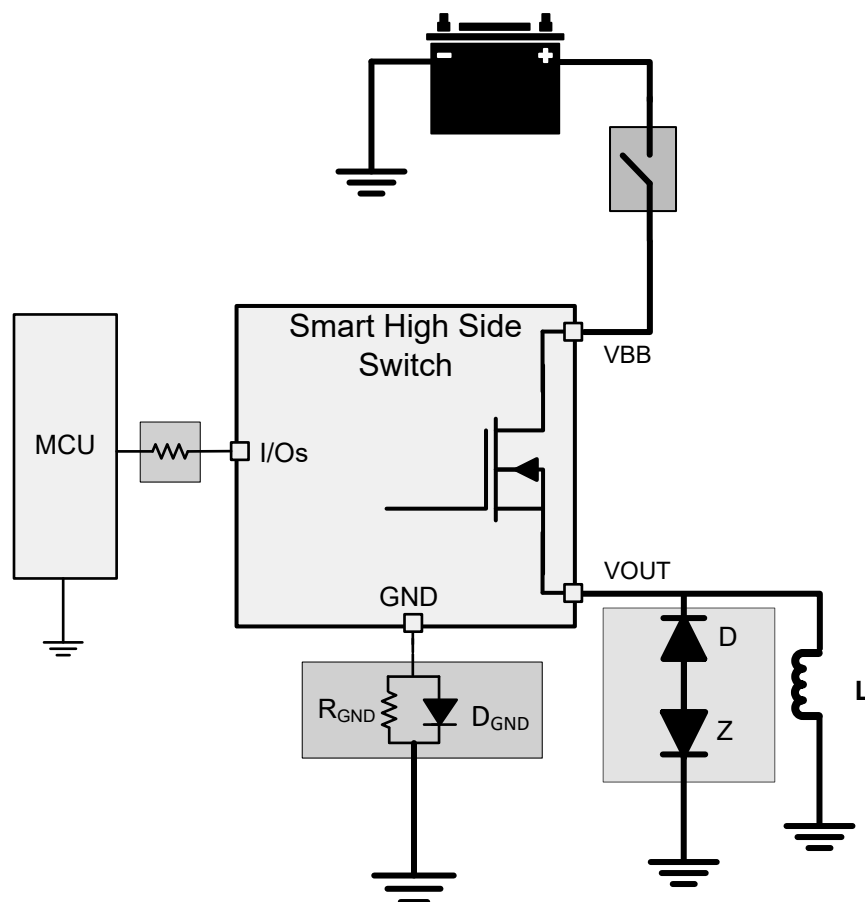 - +
Smart High Side
Switch
VBB
MCU
I/Os
VOUT
GND
D
RGND
DGND
Z
L